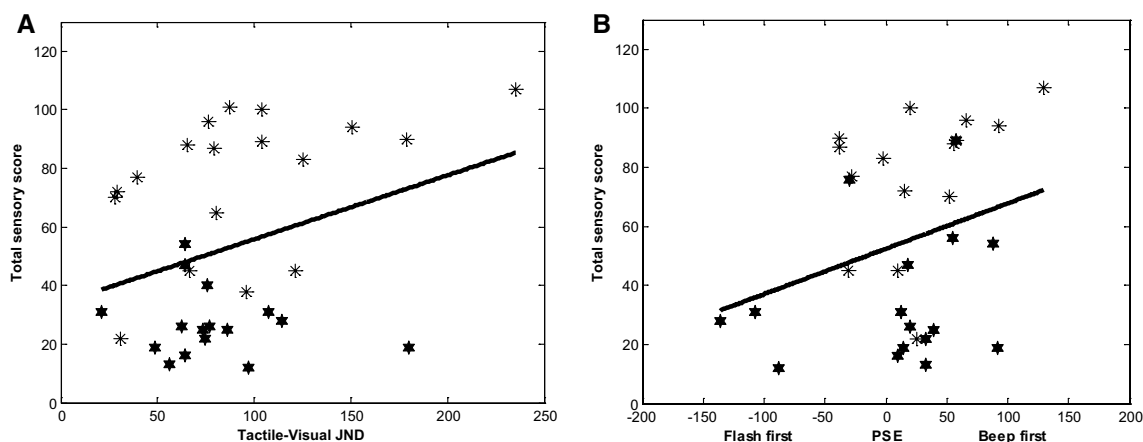 A
Total sensory score
120
100
80
60
40
20
0
0 50 100 150 200 250
Tactile-Visual JND
B
Total sensory score
120
100
80
60
40
20
0
-200 -150 -100 -50 0 50 100 150 200
Flash first PSE Beep first